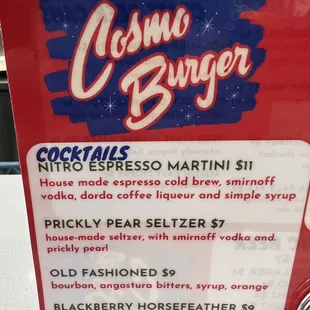 Cosmo
Burger
COCKTAILS
NITRO ESPRESSO MARTINI $11
House made espresso cold brew, smirnoff
vodka, dorda coffee liqueur and simple syrup
PRICKLY PEAR SELTZER $7
house-made seltzer, with smirnoff vodka and
prickly pear!
OLD FASHIONED $9
bourbon, angostura bitters, syrup, orange
BLACKBERRY HORSEFEATHER $9